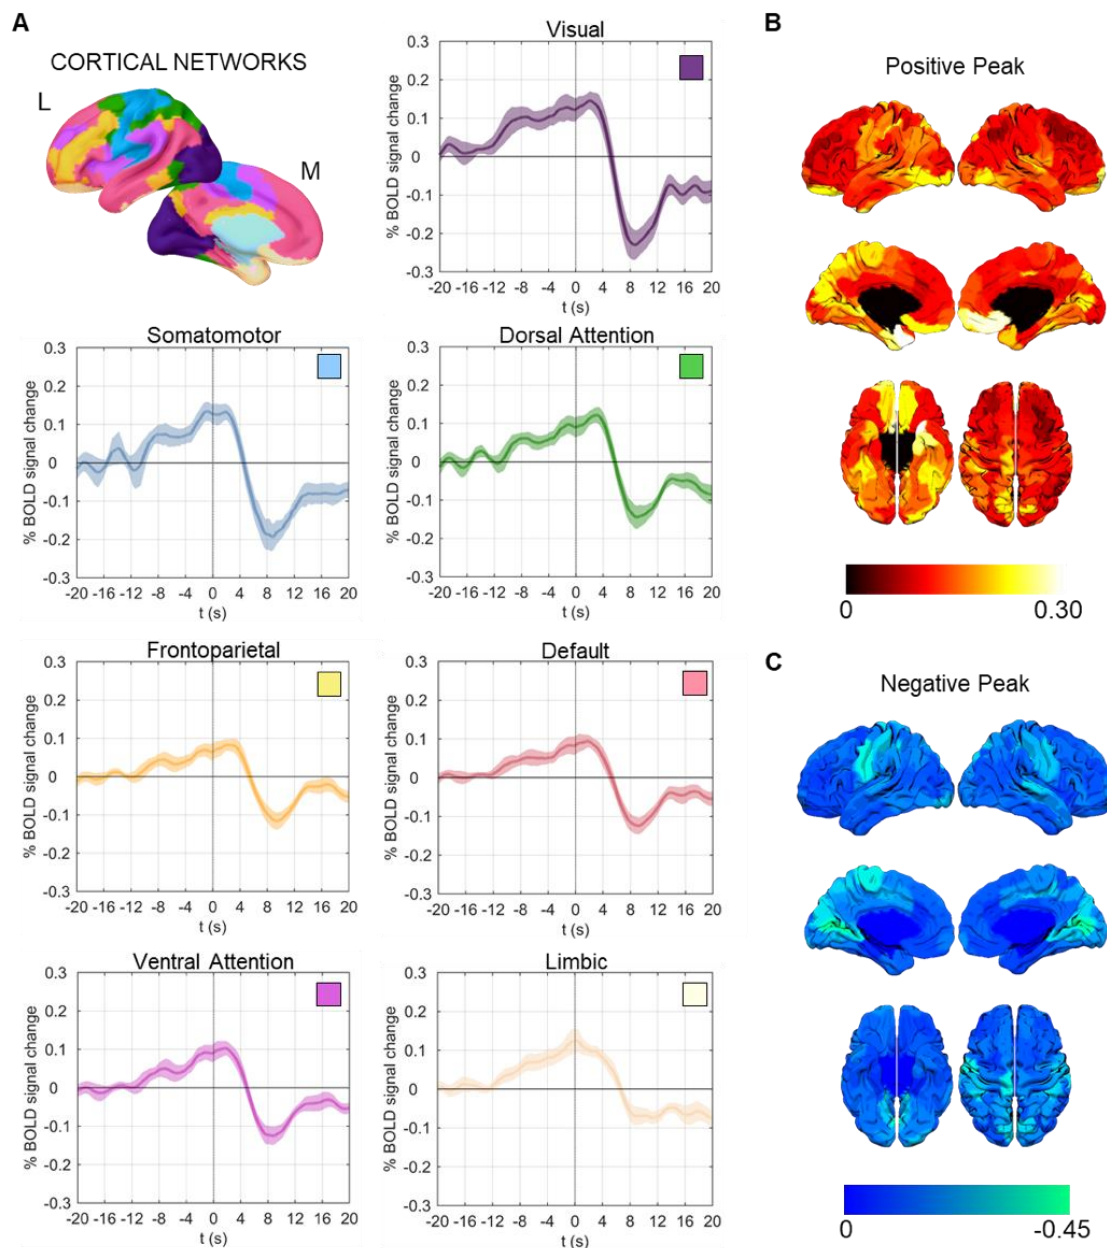 A
CORTICAL NETWORKS
L
M
Visual
% BOLD signal change
0.3
0.2
0.1
0
-0.1
-0.2
0.3
-20 -16 -12 -8 -4 0 4 8 12 16 20
t (s)
Somatomotor
% BOLD signal change
0.3
0.2
0.1
0
-0.1
-0.2
-0.3
-20 -16 -12 -8 -4 0 4 8 12 16 20
t (s)
Dorsal Attention
% BOLD signal change
0.3
0.2
0.1
0
-0.1
-0.2
-0.3
-20 -16 -12 -8 -4 0 4 8 12 16 20
t (s)
Frontoparietal
% BOLD signal change
0.3
0.2
0.1
0
-0.1
-0.2
-0.3
-20 -16 -12 -8 -4 0 4 8 12 16 20
t (s)
Default
% BOLD signal change
0.3
0.2
0.1
0
-0.1
-0.2
-0.3
-20 -16 -12 -8 -4 0 4 8 12 16 20
t (s)
Ventral Attention
% BOLD signal change
0.3
0.2
0.1
0
-0.1
-0.2
-0.3
-20 -16 -12 -8 -4 0 4 8 12 16 20
t (s)
Limbic
% BOLD signal change
0.3
0.2
0.1
0
-0.1
-0.2
-0.3
-20 -16 -12 -8 -4 0 4 8 12 16 20
t (s)
B
Positive Peak
0 0.30
C
Negative Peak
0 -0.45